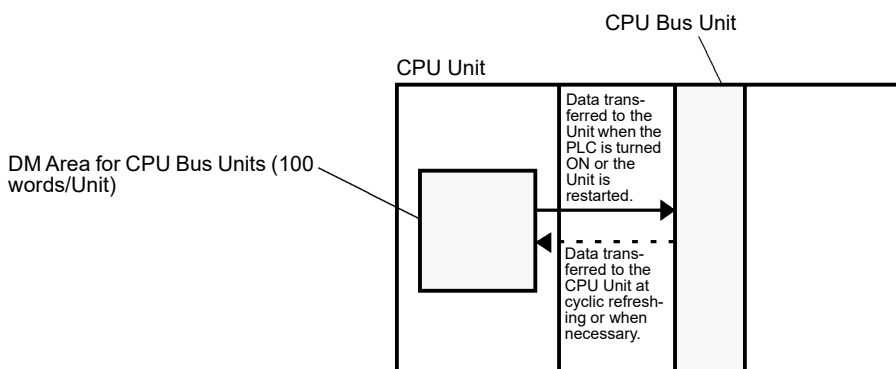 CPU Bus Unit
CPU Unit
Data trans-
ferred to the
Unit when the
PLC is turned
ON or the
Unit is
restarted.
DM Area for CPU Bus Units (100
words/Unit)
Data trans-
ferred to the
CPU Unit at
cyclic refresh-
ing or when
necessary.